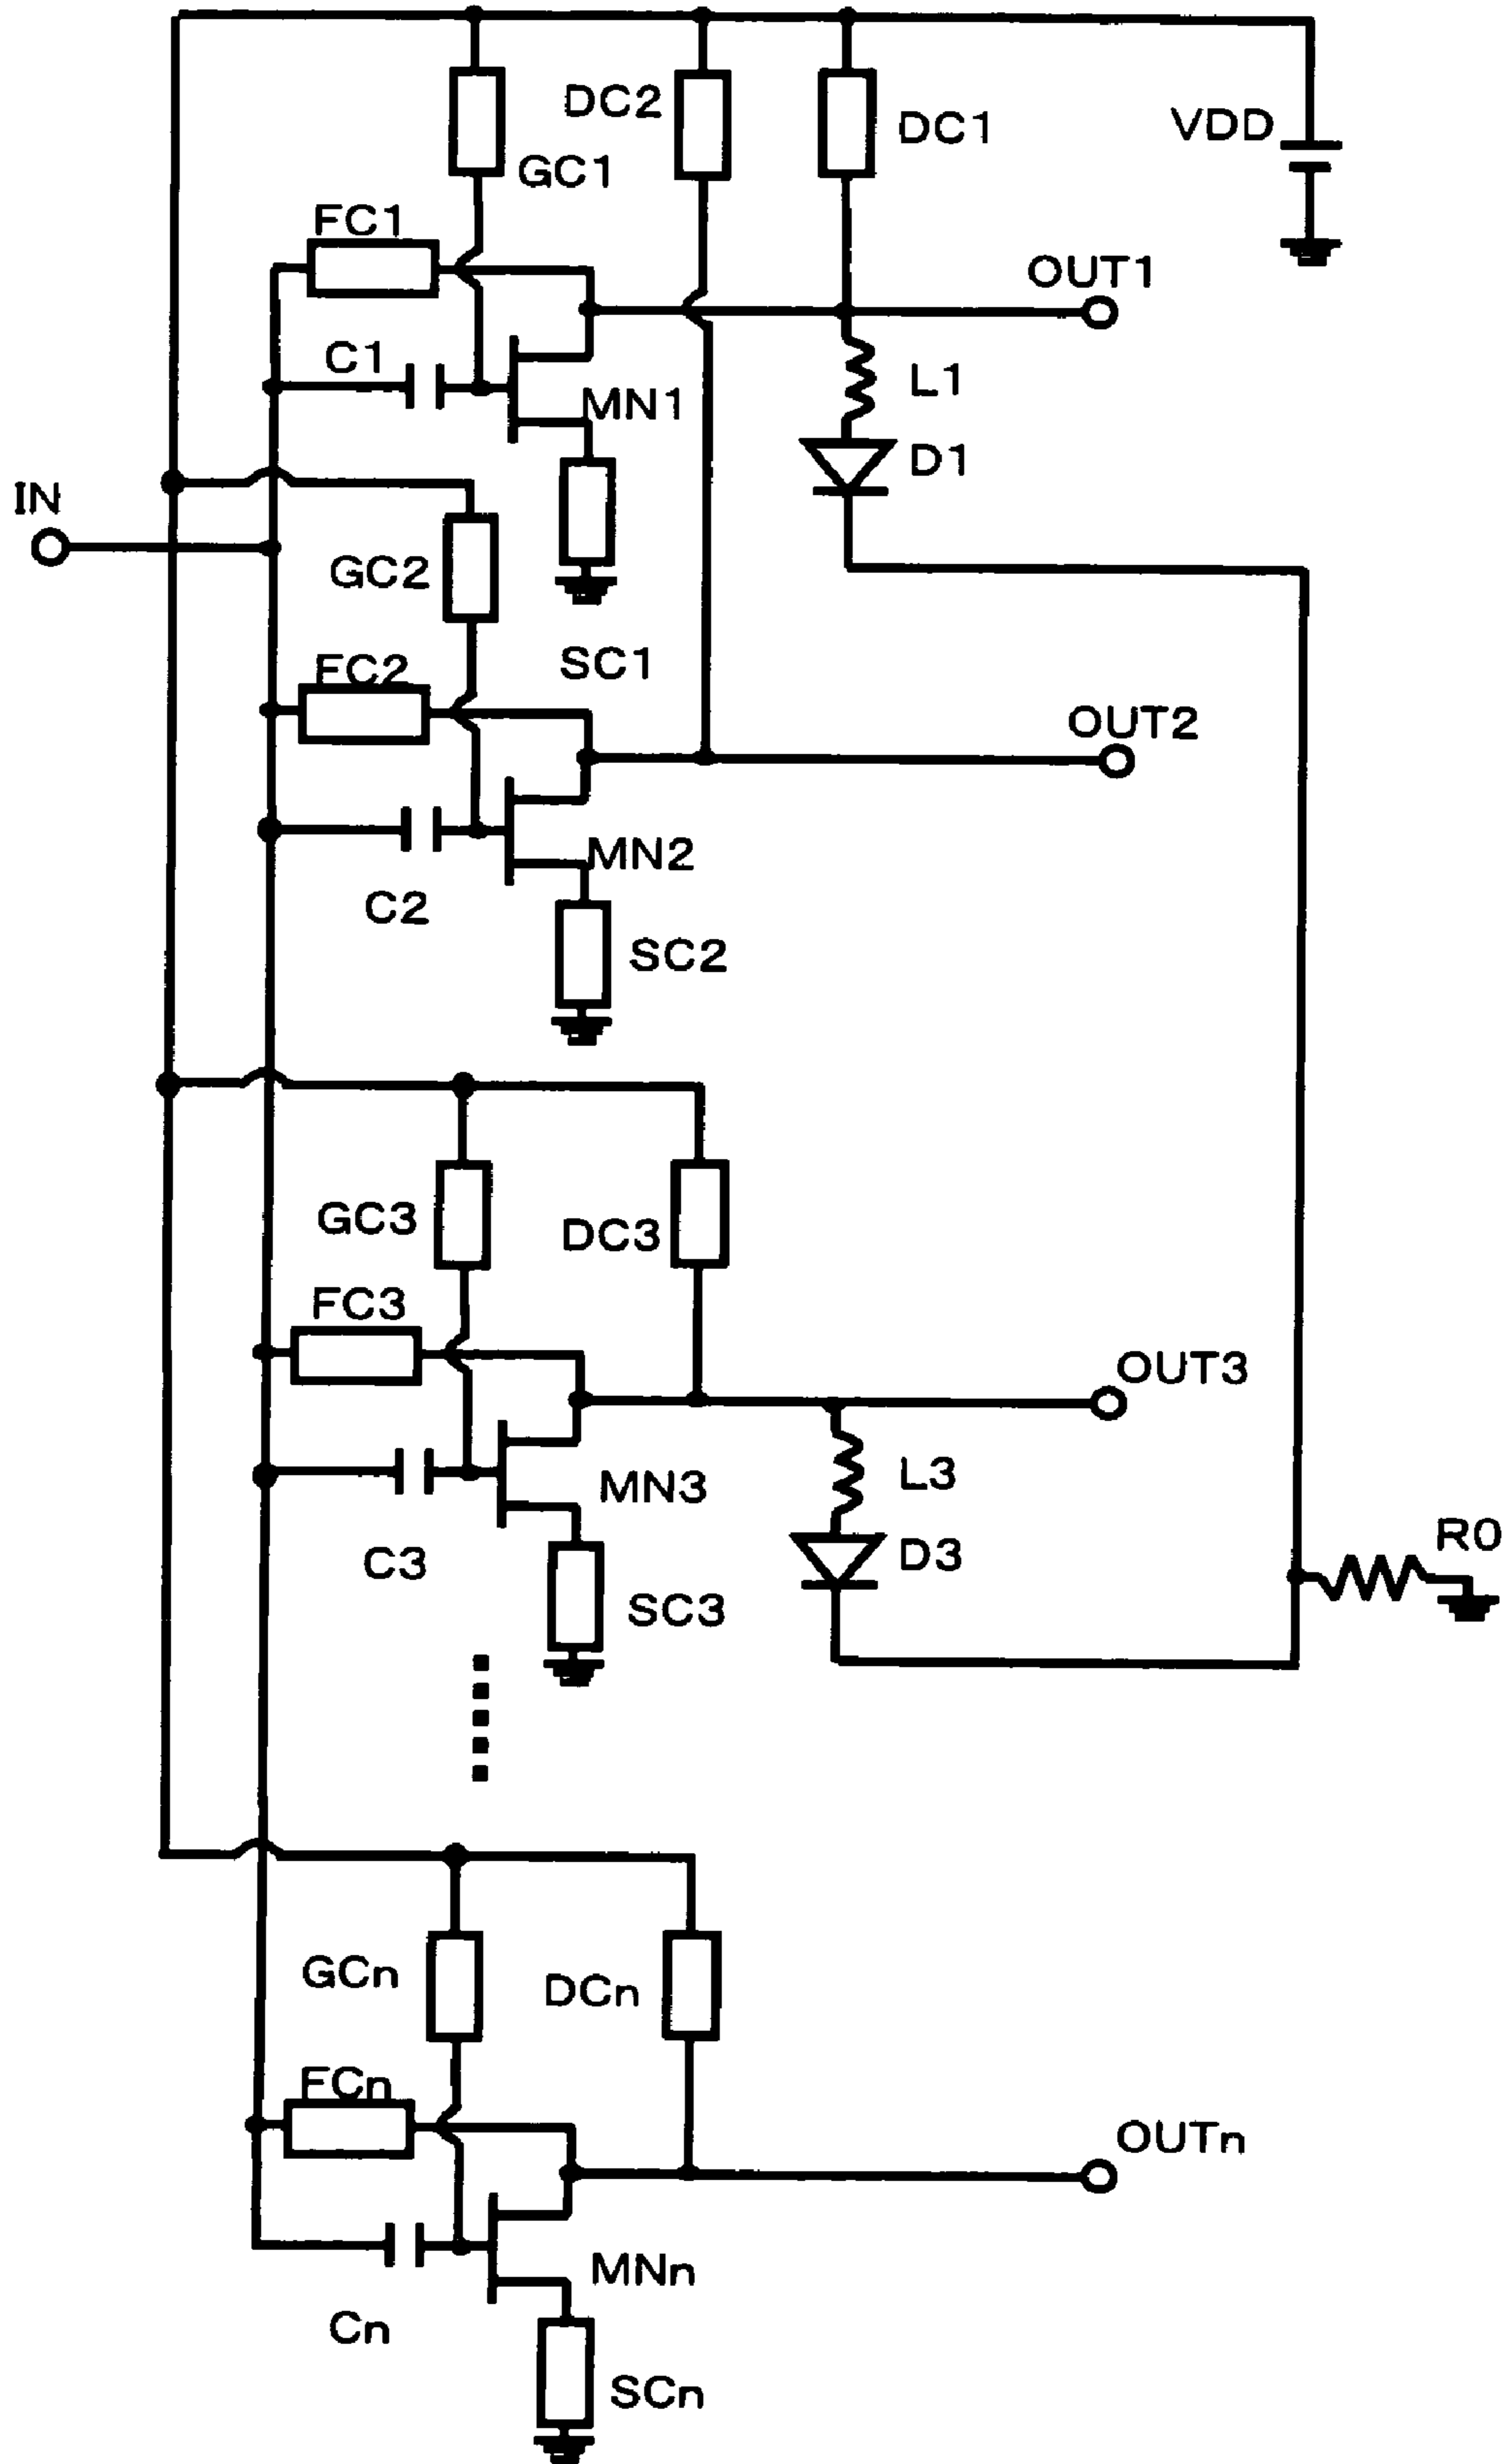 DC2
DC1
VDD
GC1
FC1
OUT1
C1
L1
MN1
D1
IN
GC2
SC1
FC2
OUT2
MN2
C2
SC2
GC3
DC3
FC3
OUT3
L3
MN3
R0
D3
C3
SC3
GCn
DCn
FCn
OUTn
MNn
Cn
SCn